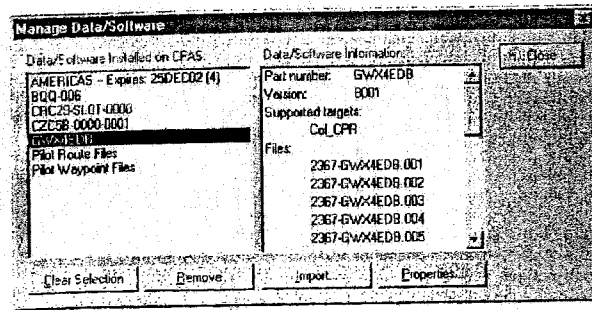 Manage Data/Software
Data/Software Installed on CPAS:
AMERICAS - Expires: 25DEC02 (4)
BQQ-006
CRC29-SLOT-0000
CZC5B-0000-0001
GWX4EDB
Pilot Route Files
Pilot Waypoint Files
Data/Software Information:
Part number: GWX4EDB
Version: B001
Supported targets:
Col_CPR
Files:
2367-GWX4EDB.001
2367-GWX4EDB.002
2367-GWX4EDB.003
2367-GWX4EDB.004
2367-GWX4EDB.005
Close
Clear Selection
Remove
Import...
Properties...